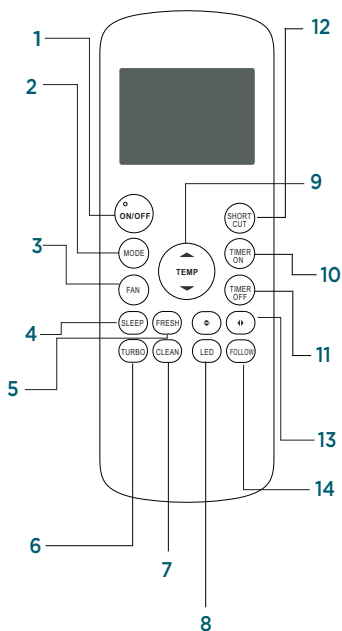 12
1
2
9
ON/OFF
SHORT
CUT
3
MODE
TEMP
TIMER
ON
10
FAN
TIMER
OFF
4
SLEEP
FRESH
11
5
TURBO
CLEAN
LED
FOLLOW
13
14
6
7
8